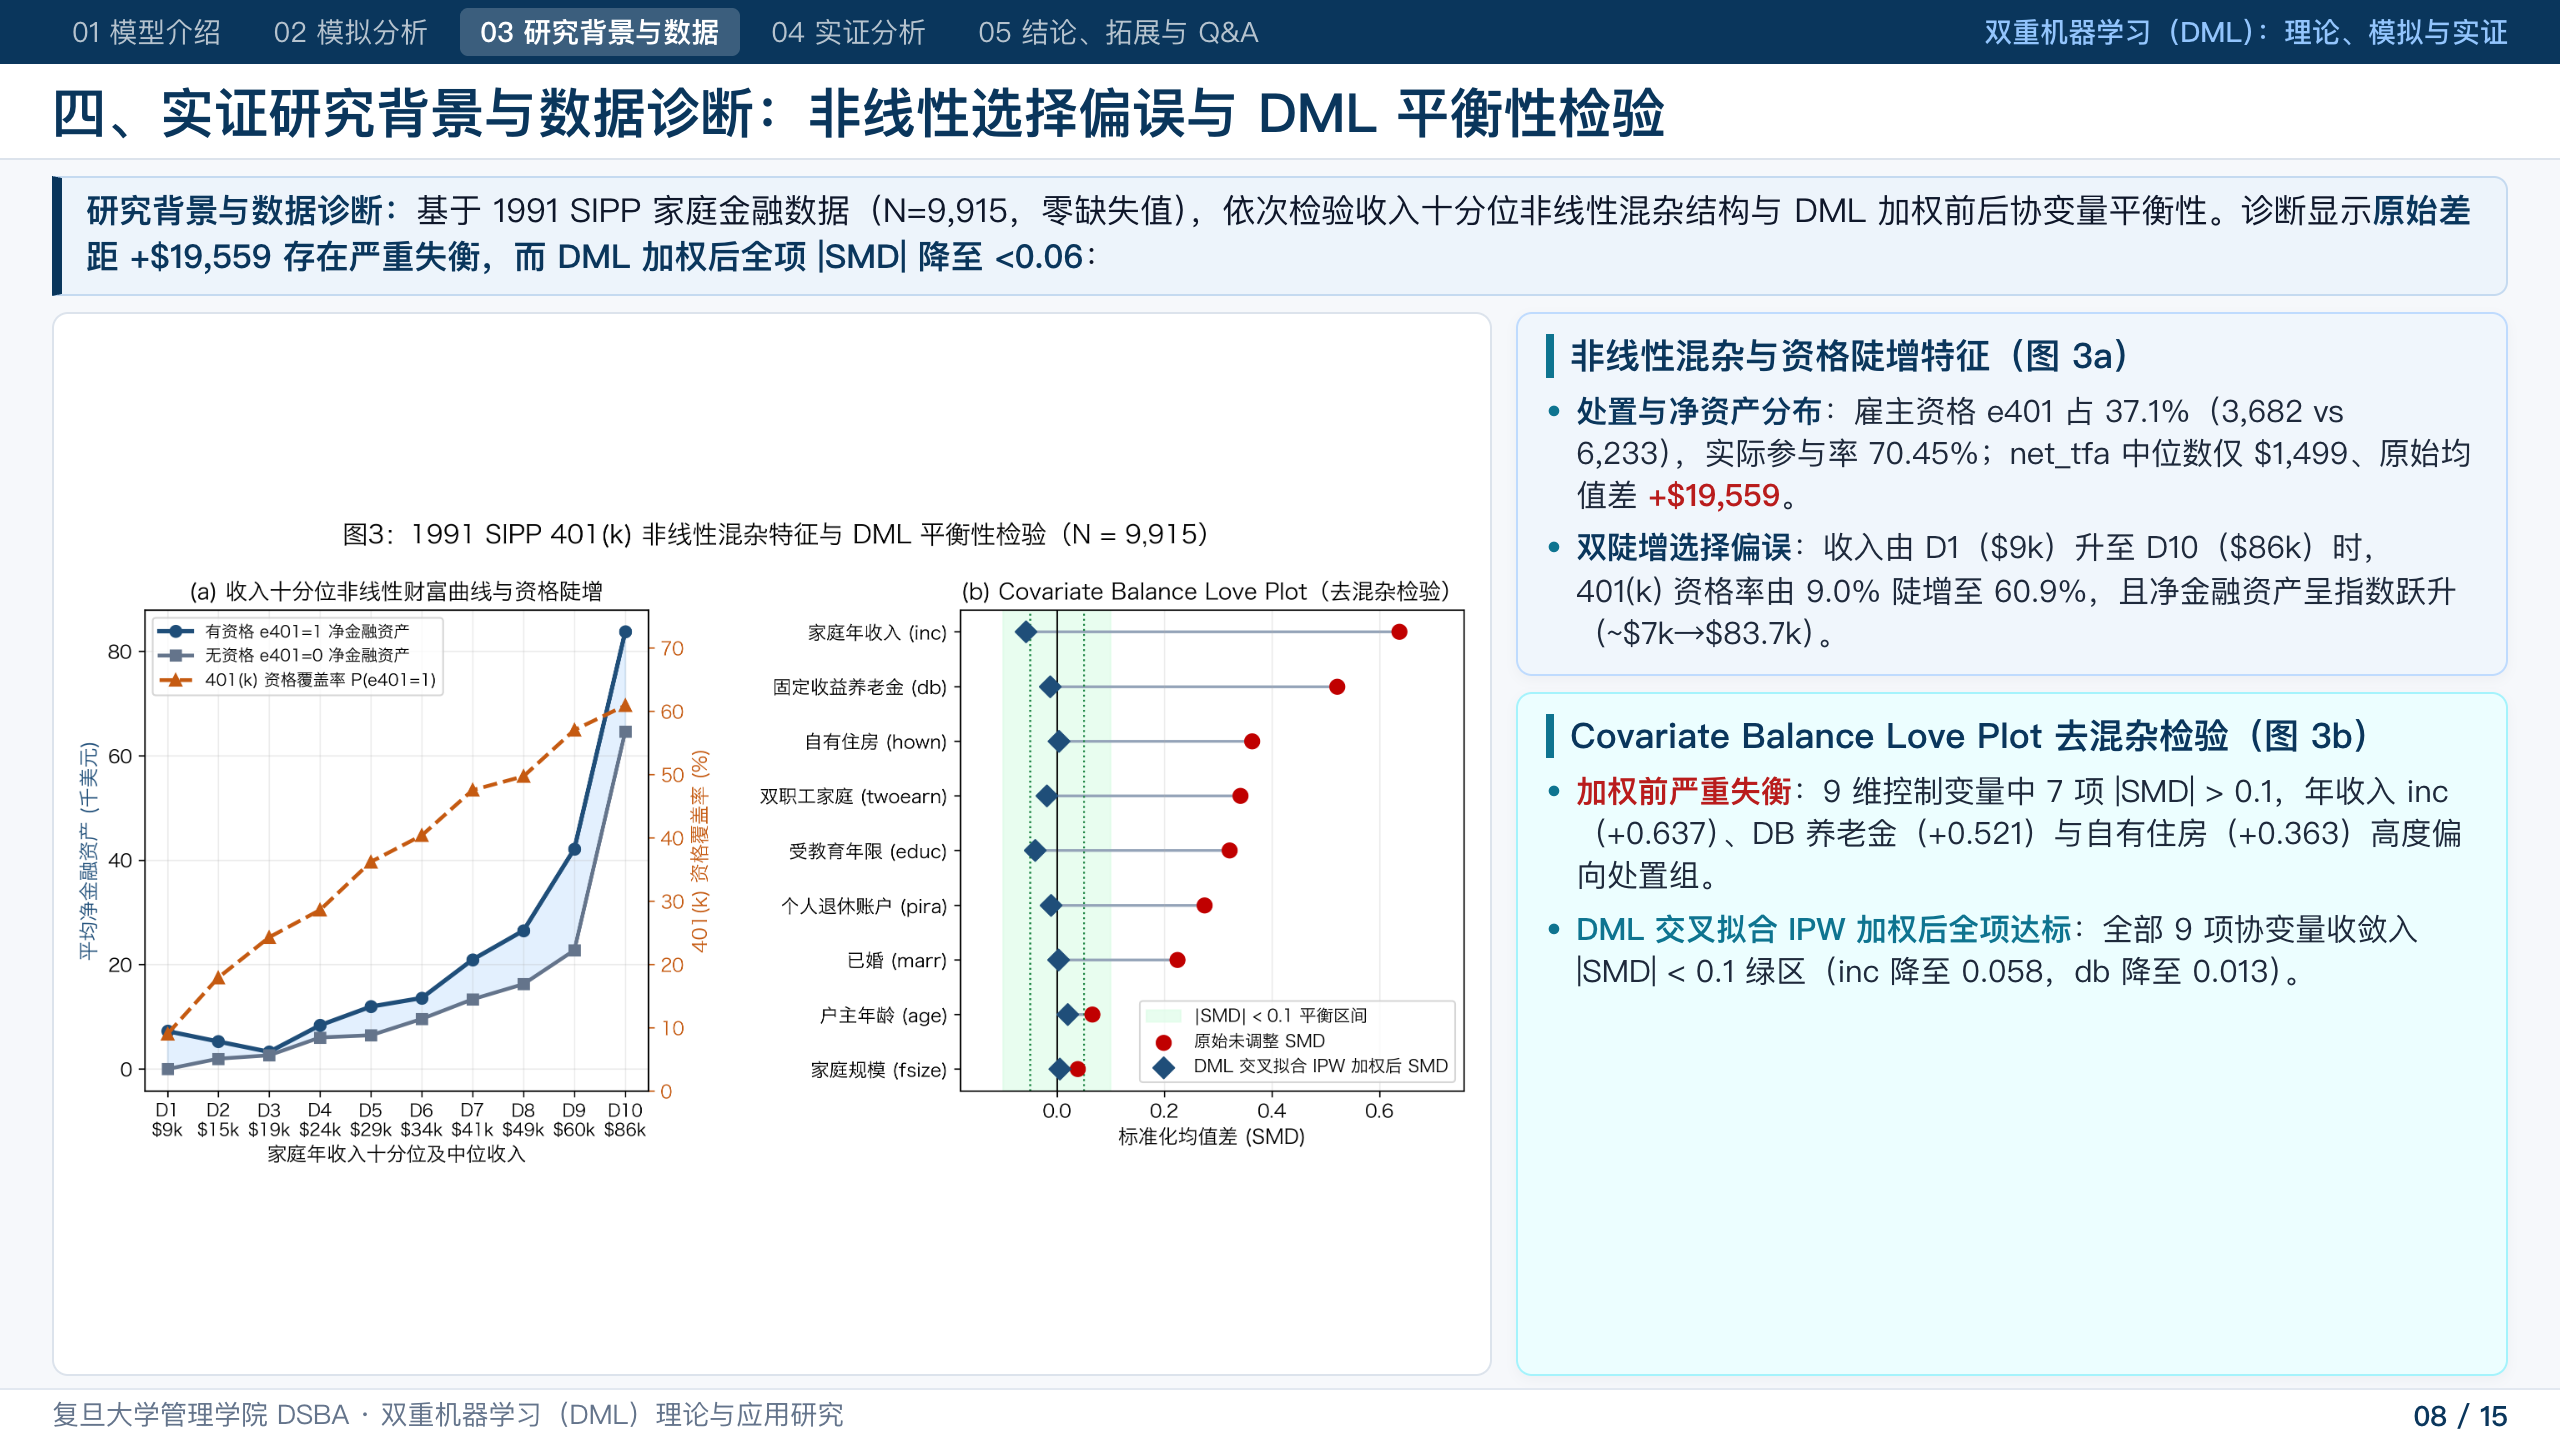 01 模型介绍
02 模拟分析
03 研究背景与数据
04 实证分析
05 结论、拓展与 Q&A
双重机器学习（DML）：理论、模拟与实证
四、实证研究背景与数据诊断：非线性选择偏误与 DML 平衡性检验
研究背景与数据诊断：基于 1991 SIPP 家庭金融数据（N=9,915，零缺失值），依次检验收入十分位非线性混杂结构与 DML 加权前后协变量平衡性。诊断显示原始差
距 +$19,559 存在严重失衡，而 DML 加权后全项 |SMD| 降至 <0.06：
图3：1991 SIPP 401(k) 非线性混杂特征与 DML 平衡性检验（N = 9,915）
(a) 收入十分位非线性财富曲线与资格陡增
有资格 e401=1 净金融资产
无资格 e401=0 净金融资产
401(k) 资格覆盖率 P(e401=1)
平均净金融资产 (千美元)
80
60
40
20
0
70
60
50
40
30
20
10
0
401(k) 资格覆盖率 (%)
D1 D2 D3 D4 D5 D6 D7 D8 D9 D10
$9k $15k $19k $24k $29k $34k $41k $49k $60k $86k
家庭年收入十分位及中位收入
(b) Covariate Balance Love Plot（去混杂检验）
家庭年收入 (inc)
固定收益养老金 (db)
自有住房 (hown)
双职工家庭 (twoearn)
受教育年限 (educ)
个人退休账户 (pira)
已婚 (marr)
户主年龄 (age)
家庭规模 (fsize)
|SMD| < 0.1 平衡区间
原始未调整 SMD
DML 交叉拟合 IPW 加权后 SMD
0.0 0.2 0.4 0.6
标准化均值差 (SMD)
非线性混杂与资格陡增特征（图 3a）
• 处置与净资产分布：雇主资格 e401 占 37.1%（3,682 vs
6,233），实际参与率 70.45%；net_tfa 中位数仅 $1,499、原始均
值差 +$19,559。
• 双陡增选择偏误：收入由 D1（$9k）升至 D10（$86k）时，
401(k) 资格率由 9.0% 陡增至 60.9%，且净金融资产呈指数跃升
（~$7k→$83.7k）。
Covariate Balance Love Plot 去混杂检验（图 3b）
• 加权前严重失衡：9 维控制变量中 7 项 |SMD| > 0.1，年收入 inc
（+0.637）、DB 养老金（+0.521）与自有住房（+0.363）高度偏
向处置组。
• DML 交叉拟合 IPW 加权后全项达标：全部 9 项协变量收敛入
|SMD| < 0.1 绿区（inc 降至 0.058，db 降至 0.013）。
复旦大学管理学院 DSBA · 双重机器学习（DML）理论与应用研究
08 / 15